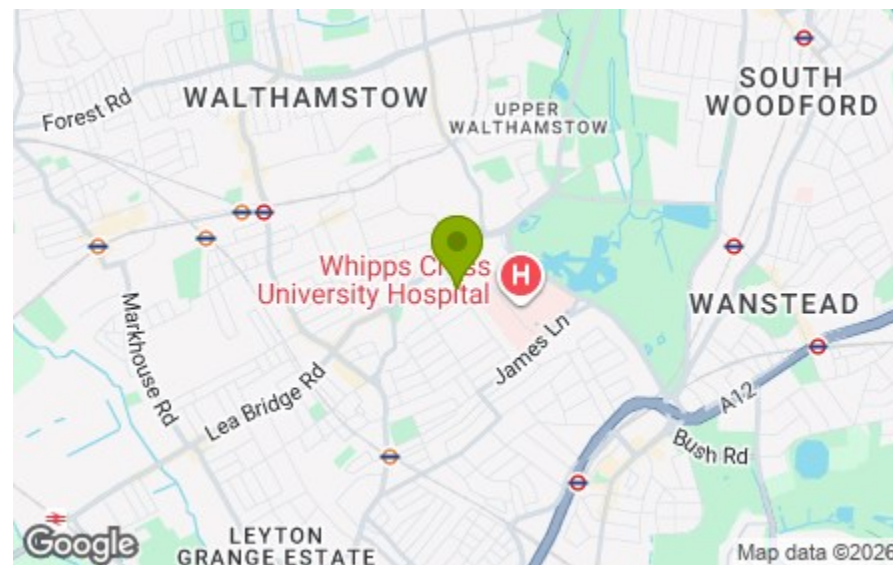 SOUTH
WOODFORD
WALTHAMSTOW
Forest Rd
UPPER
WALTHAMSTOW
Whipps Cross
University Hospital
H
WANSTEAD
Markhouse Rd
James Ln
Lea Bridge Rd
A12
Bush Rd
LEYTON
GRANGE ESTATE
Google
Map data ©2026